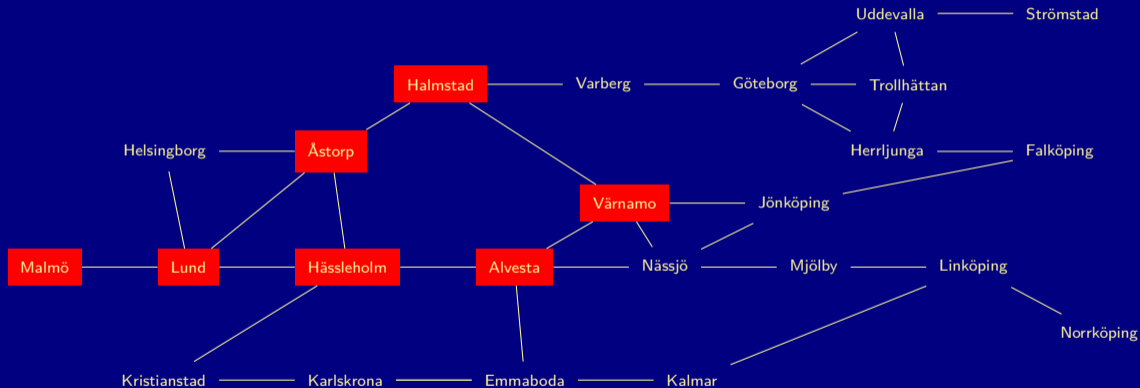 Uddevalla Strömstad
Halmstad Varberg Göteborg Trollhättan
Helsingborg Åstorp Herrljunga Falköping
Värnamo Jönköping
Malmö Lund Hässleholm Alvesta Nässjö Mjölby Linköping
Norrköping
Kristianstad Karlskrona Emmaboda Kalmar